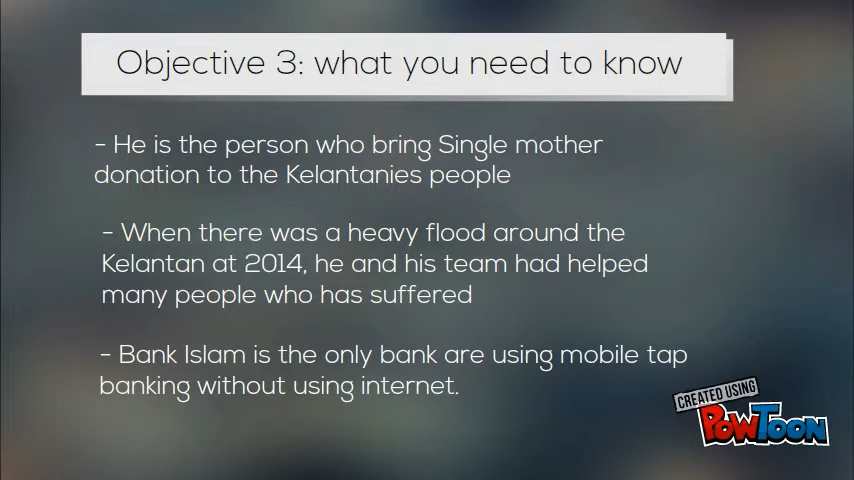 Objective 3: what you need to know
- He is the person who bring Single mother
donation to the Kelantanies people
- When there was a heavy flood around the
Kelantan at 2014, he and his team had helped
many people who has suffered
- Bank Islam is the only bank are using mobile tap
banking without using internet.
CREATED USING
POWTOON